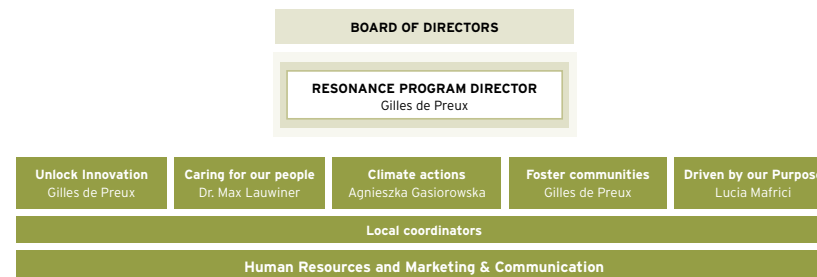 BOARD OF DIRECTORS
RESONANCE PROGRAM DIRECTOR
Gilles de Preux
Unlock Innovation
Gilles de Preux
Caring for our people
Dr. Max Lauwiner
Climate actions
Agnieszka Gasiorowska
Foster communities
Gilles de Preux
Driven by our Purpose
Lucia Mafrici
Local coordinators
Human Resources and Marketing & Communication